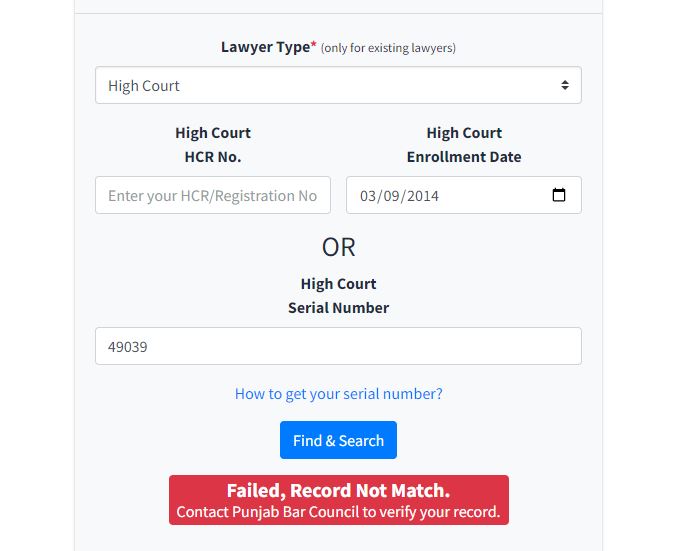 Lawyer Type* (only for existing lawyers)
High Court
High Court
HCR No.
High Court
Enrollment Date
Enter your HCR/Registration No
03/09/2014
OR
High Court
Serial Number
49039
How to get your serial number?
Find & Search
Failed, Record Not Match.
Contact Punjab Bar Council to verify your record.